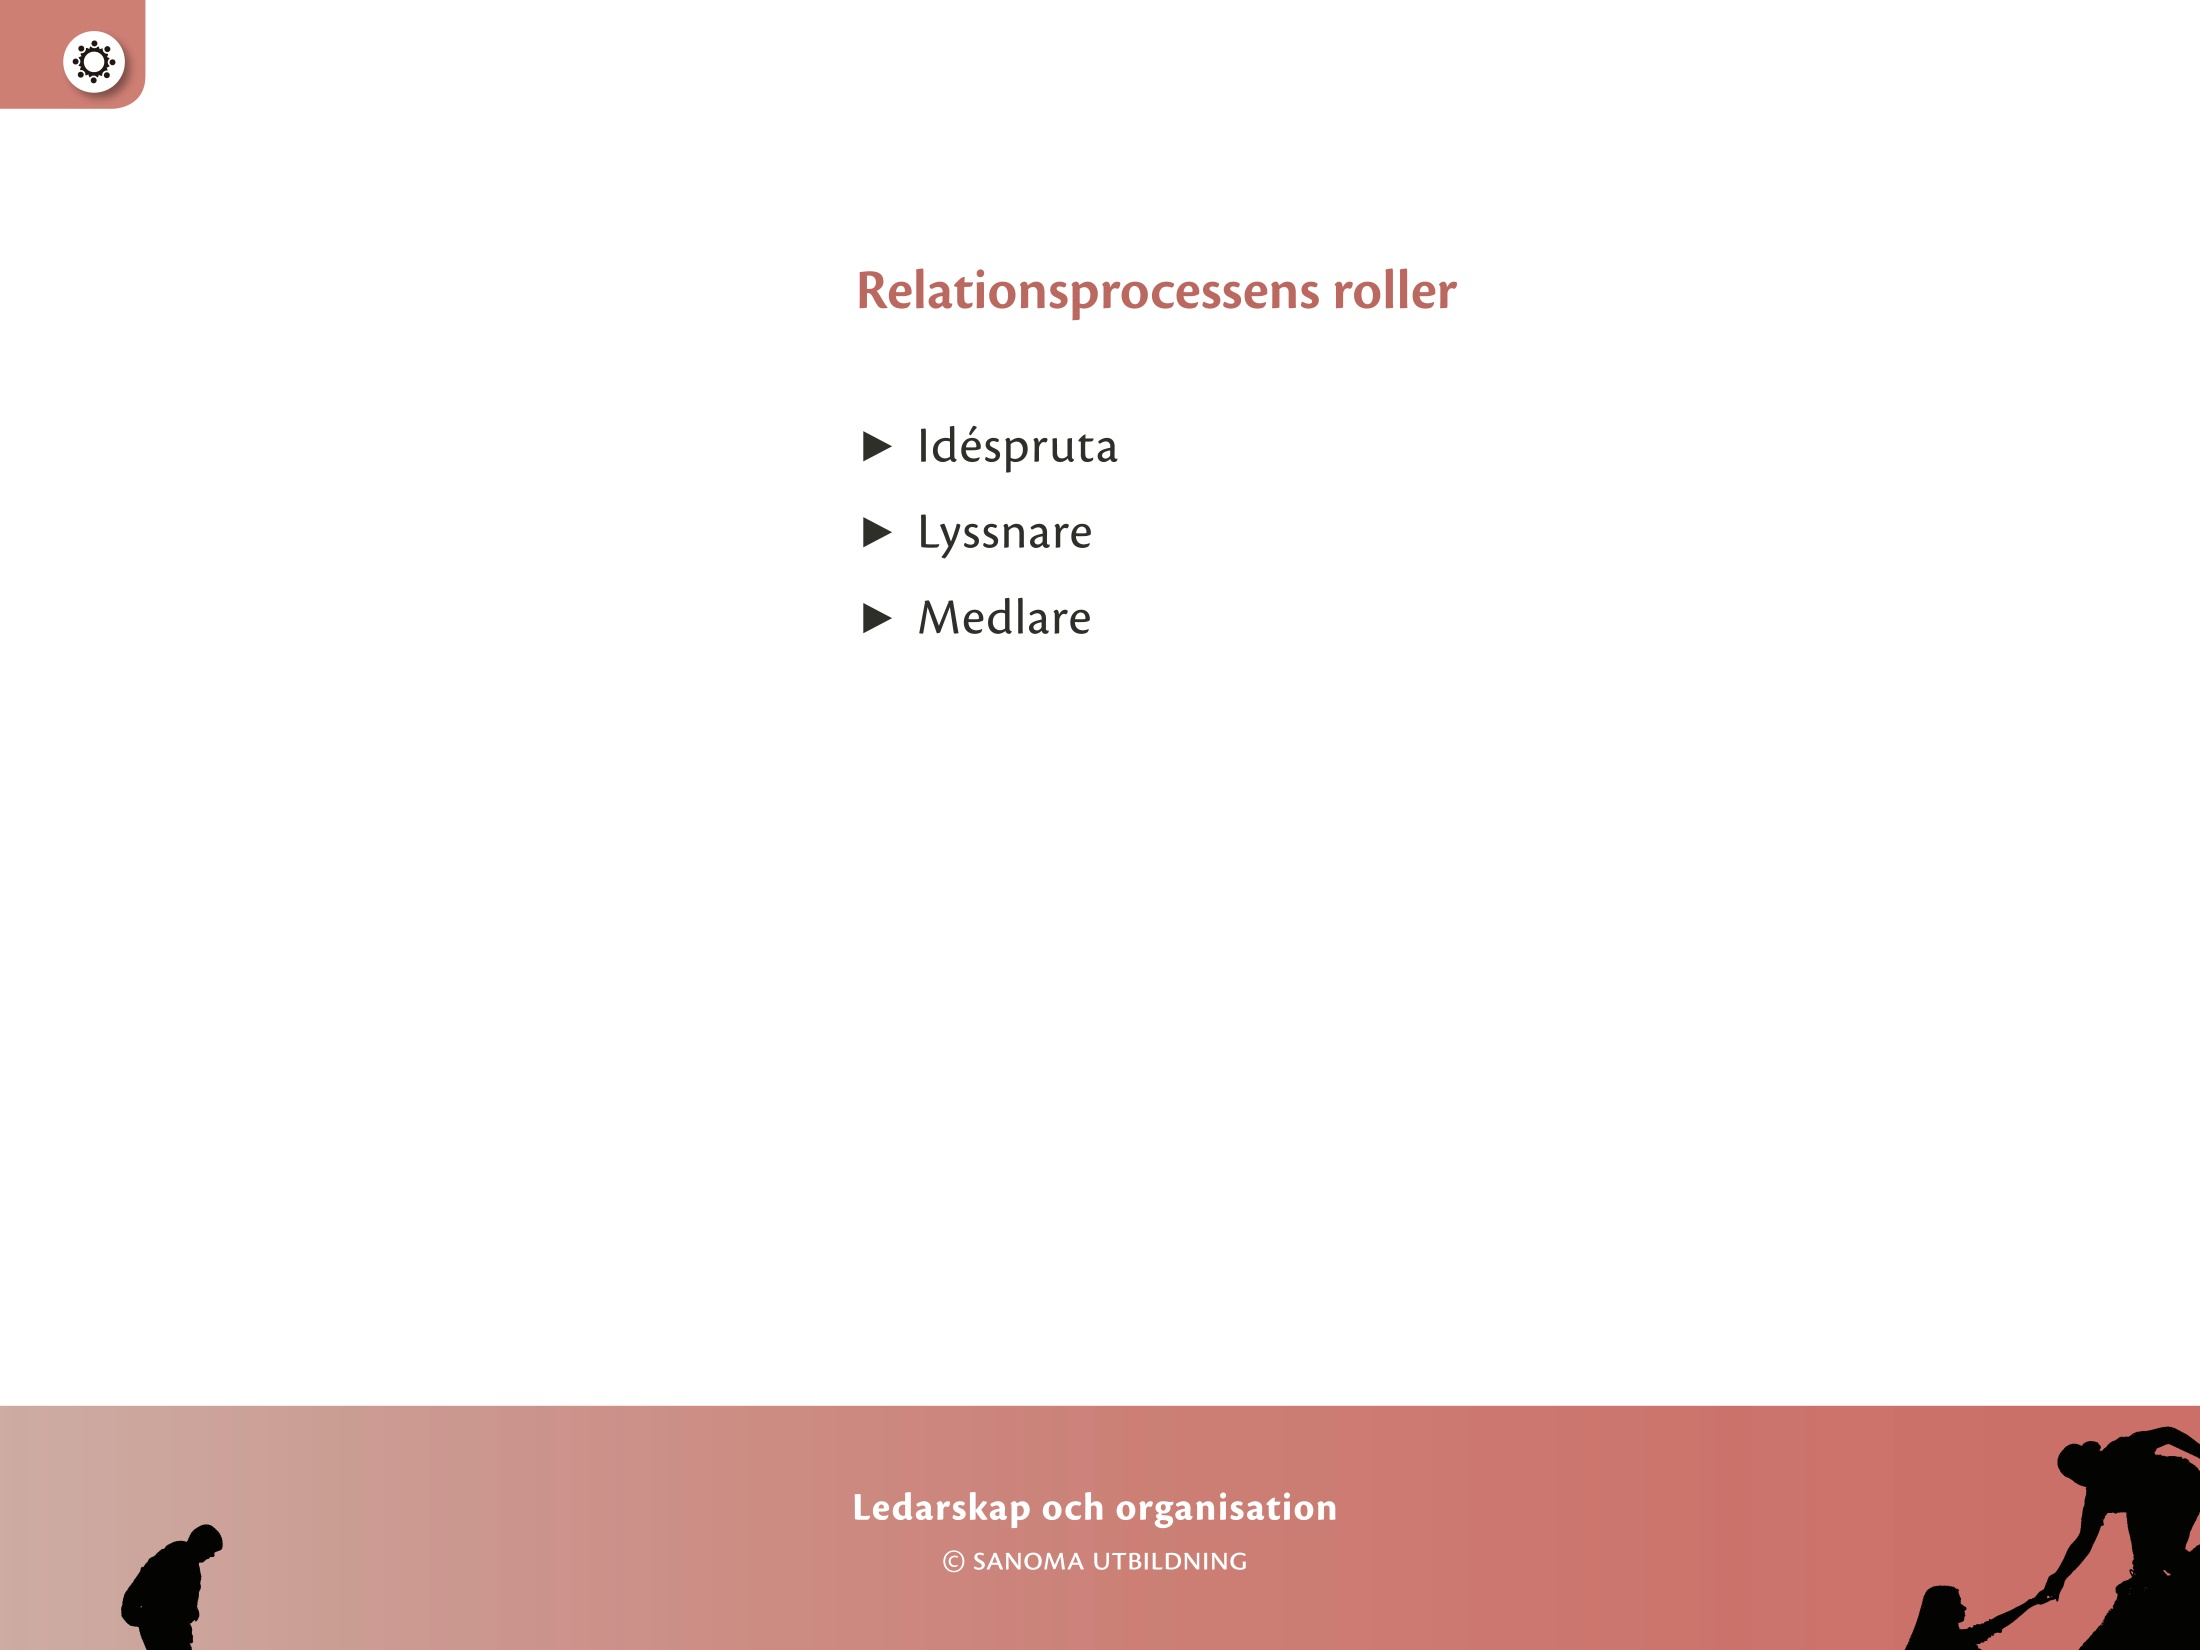 Relationsprocessens roller
► Idéspruta
► Lyssnare
► Medlare
Ledarskap och organisation
© SANOMA UTBILDNING